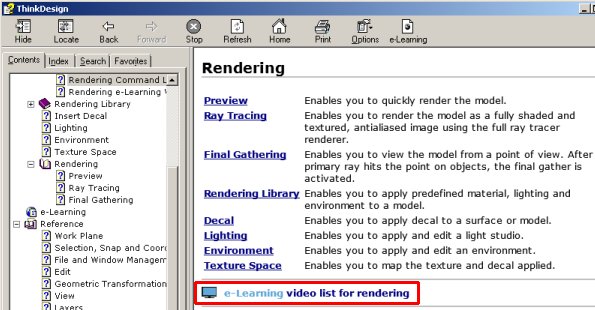 ThinkDesign
Hide Locate Back Forward Stop Refresh Home Print Options e-Learning
Contents Index Search Favorites
Rendering Command L
Rendering e-Learning
Rendering Library
Insert Decal
Lighting
Environment
Texture Space
Rendering
Preview
Ray Tracing
Final Gathering
e-Learning
Reference
Work Plane
Selection, Snap and Coor
File and Window Managem
Edit
Geometric Transformation
View
Layers
Rendering
Preview Enables you to quickly render the model.
Ray Tracing Enables you to render the model as a fully shaded and
textured, antialiased image using the full ray tracer
renderer.
Final Gathering Enables you to view the model from a point of view. After
primary ray hits the point on objects, the final gather is
activated.
Rendering Library Enables you to apply predefined material, lighting and
environment to a model.
Decal Enables you to apply decal to a surface or model.
Lighting Enables you to apply and edit a light studio.
Environment Enables you to apply and edit an environment.
Texture Space Enables you to map the texture and decal applied.
e-Learning video list for rendering